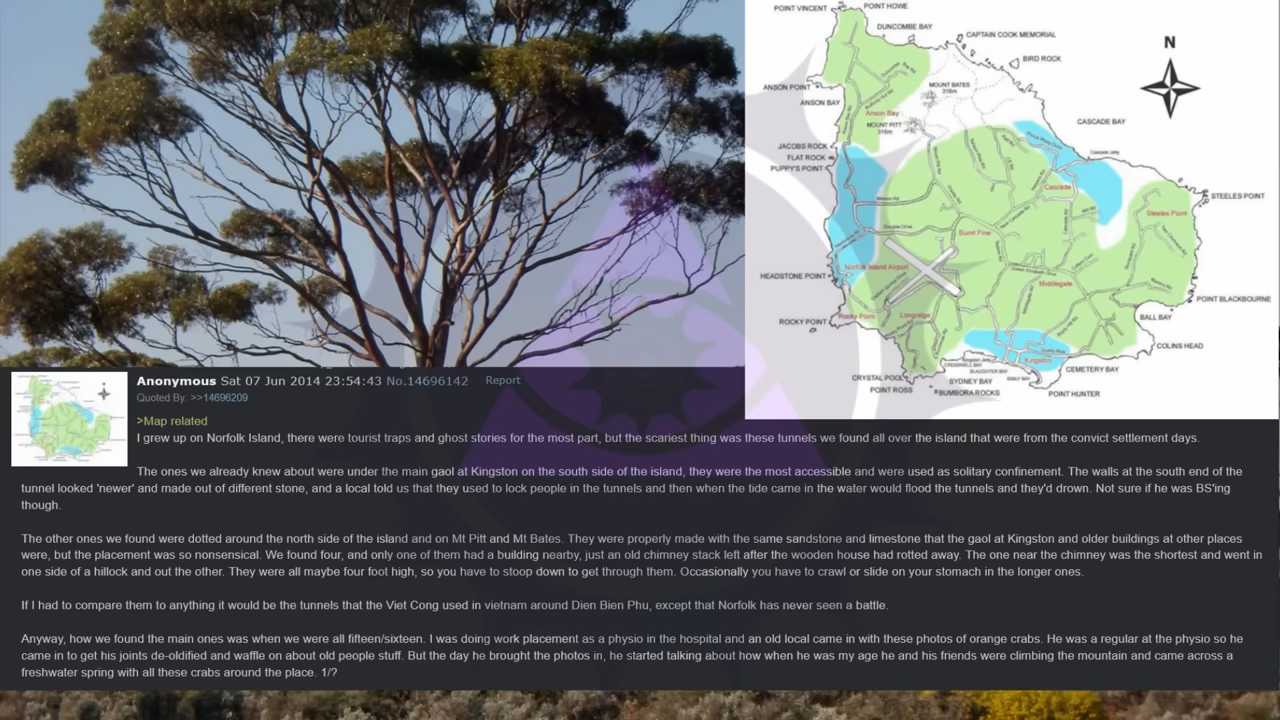 POINT VINCENT
POINT HOWE
DUNCOMBE BAY
CAPTAIN COOK MEMORIAL
BIRD ROCK
N
MOUNT BATES
318m
ANSON POINT
ANSON BAY
Anson Bay
MOUNT PITT
316m
CASCADE BAY
JACOBS ROCK
FLAT ROCK
PUPPY'S POINT
Cascade
STEELES POINT
Steeles Point
Burnt Pine
Norfolk Island Airport
HEADSTONE POINT
Middlegate
POINT BLACKBOURNE
ROCKY POINT
Rocky Point
Longridge
BALL BAY
COLINS HEAD
Kingston
CEMETERY BAY
CRYSTAL POOL
POINT ROSS
SYDNEY BAY
BUMBORA ROCKS
POINT HUNTER
Anonymous Sat 07 Jun 2014 23:54:43 No.14696142 Report
Quoted By: >>14696209
>Map related
I grew up on Norfolk Island, there were tourist traps and ghost stories for the most part, but the scariest thing was these tunnels we found all over the island that were from the convict settlement days.
The ones we already knew about were under the main gaol at Kingston on the south side of the island, they were the most accessible and were used as solitary confinement. The walls at the south end of the
tunnel looked 'newer' and made out of different stone, and a local told us that they used to lock people in the tunnels and then when the tide came in the water would flood the tunnels and they'd drown. Not sure if he was BS'ing
though.
The other ones we found were dotted around the north side of the island and on Mt Pitt and Mt Bates. They were properly made with the same sandstone and limestone that the gaol at Kingston and older buildings at other places
were, but the placement was so nonsensical. We found four, and only one of them had a building nearby, just an old chimney stack left after the wooden house had rotted away. The one near the chimney was the shortest and went in
one side of a hillock and out the other. They were all maybe four foot high, so you have to stoop down to get through them. Occasionally you have to crawl or slide on your stomach in the longer ones.
If I had to compare them to anything it would be the tunnels that the Viet Cong used in vietnam around Dien Bien Phu, except that Norfolk has never seen a battle.
Anyway, how we found the main ones was when we were all fifteen/sixteen. I was doing work placement as a physio in the hospital and an old local came in with these photos of orange crabs. He was a regular at the physio so he
came in to get his joints de-oldified and waffle on about old people stuff. But the day he brought the photos in, he started talking about how when he was my age he and his friends were climbing the mountain and came across a
freshwater spring with all these crabs around the place. 1/?